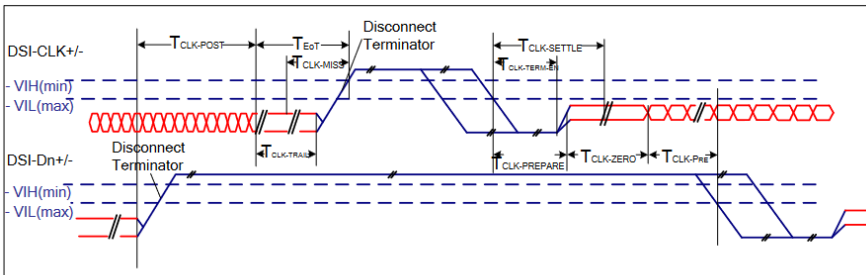 Disconnect
Terminator
DSI-CLK+/-
TCLK-POST
TEoT
TCLK-SETTLE
TCLK-MISS
TCLK-TERM-EN
- VIH(min)
- VIL(max)
Disconnect
Terminator
DSI-Dn+/-
TCLK-TRAIL
TCLK-PREPARE
TCLK-ZERO
TCLK-PRE
- VIH(min)
- VIL(max)